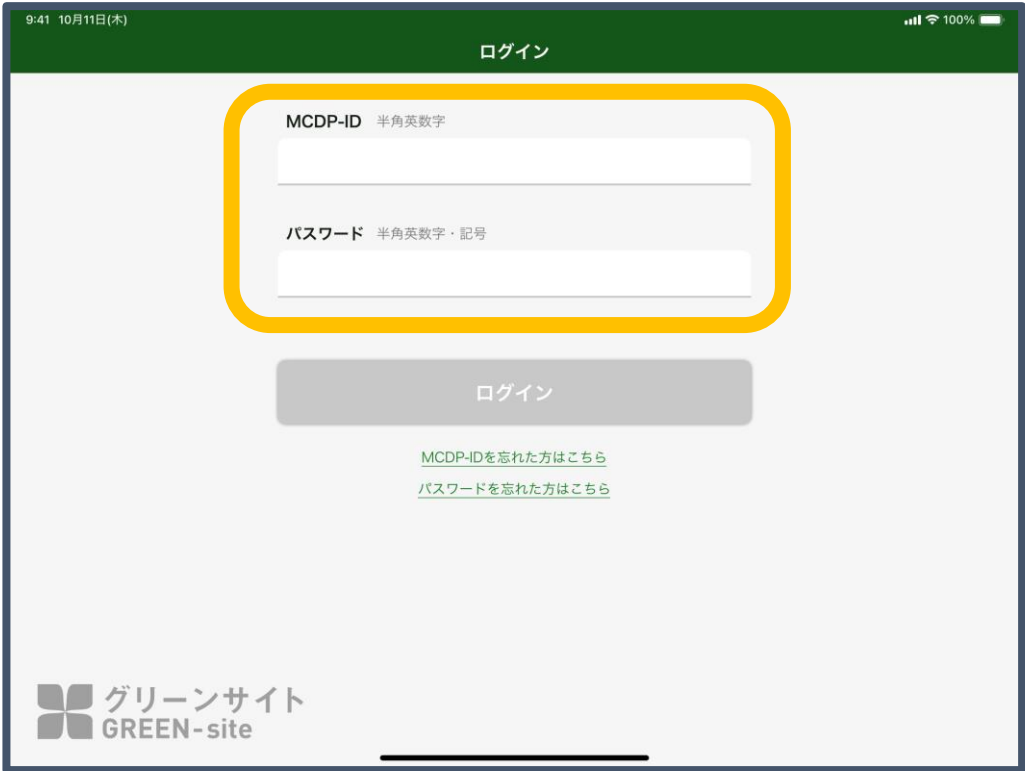 9:41 10月11日(木) 100%
ログイン
MCDP-ID 半角英数字
パスワード 半角英数字・記号
ログイン
MCDP-IDを忘れた方はこちら
パスワードを忘れた方はこちら
グリーンサイト
GREEN-site